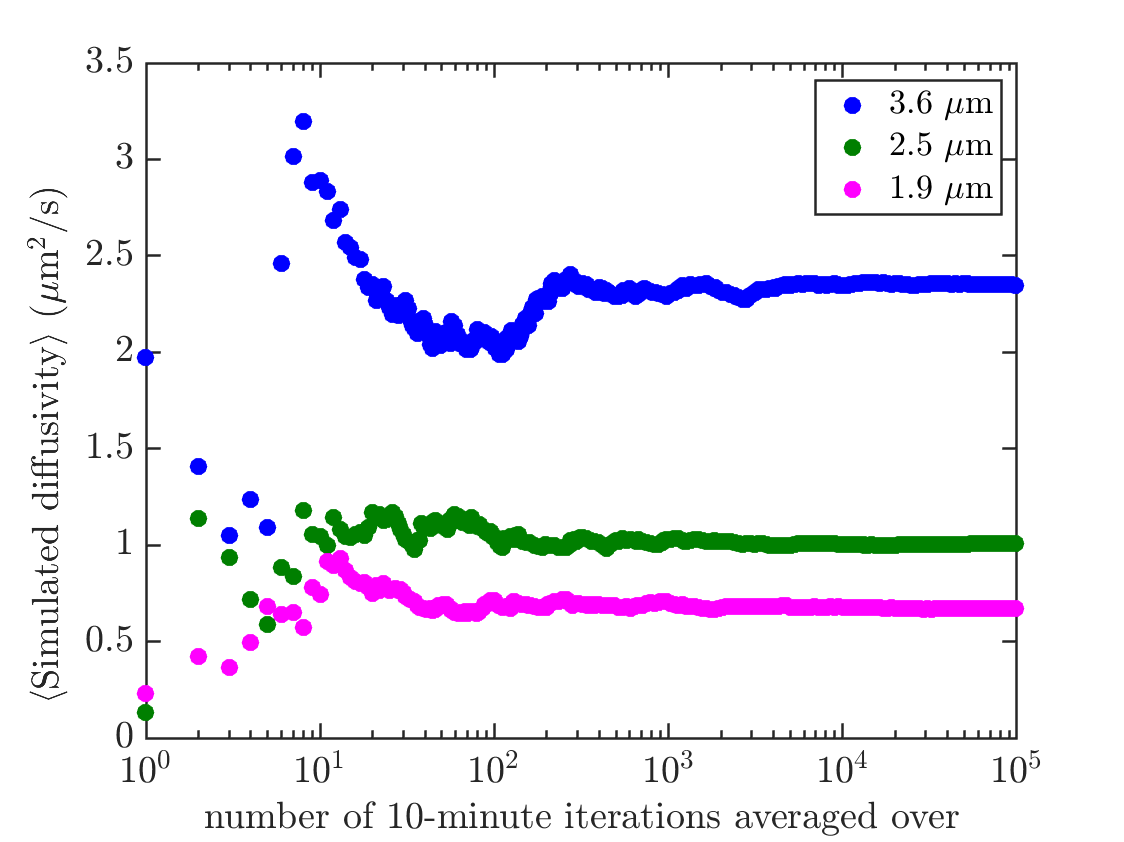 3.5
3
2.5
2
1.5
1
0.5
0
⟨Simulated diffusivity⟩ (μm²/s)
3.6 μm
2.5 μm
1.9 μm
10⁰ 10¹ 10² 10³ 10⁴ 10⁵
number of 10-minute iterations averaged over